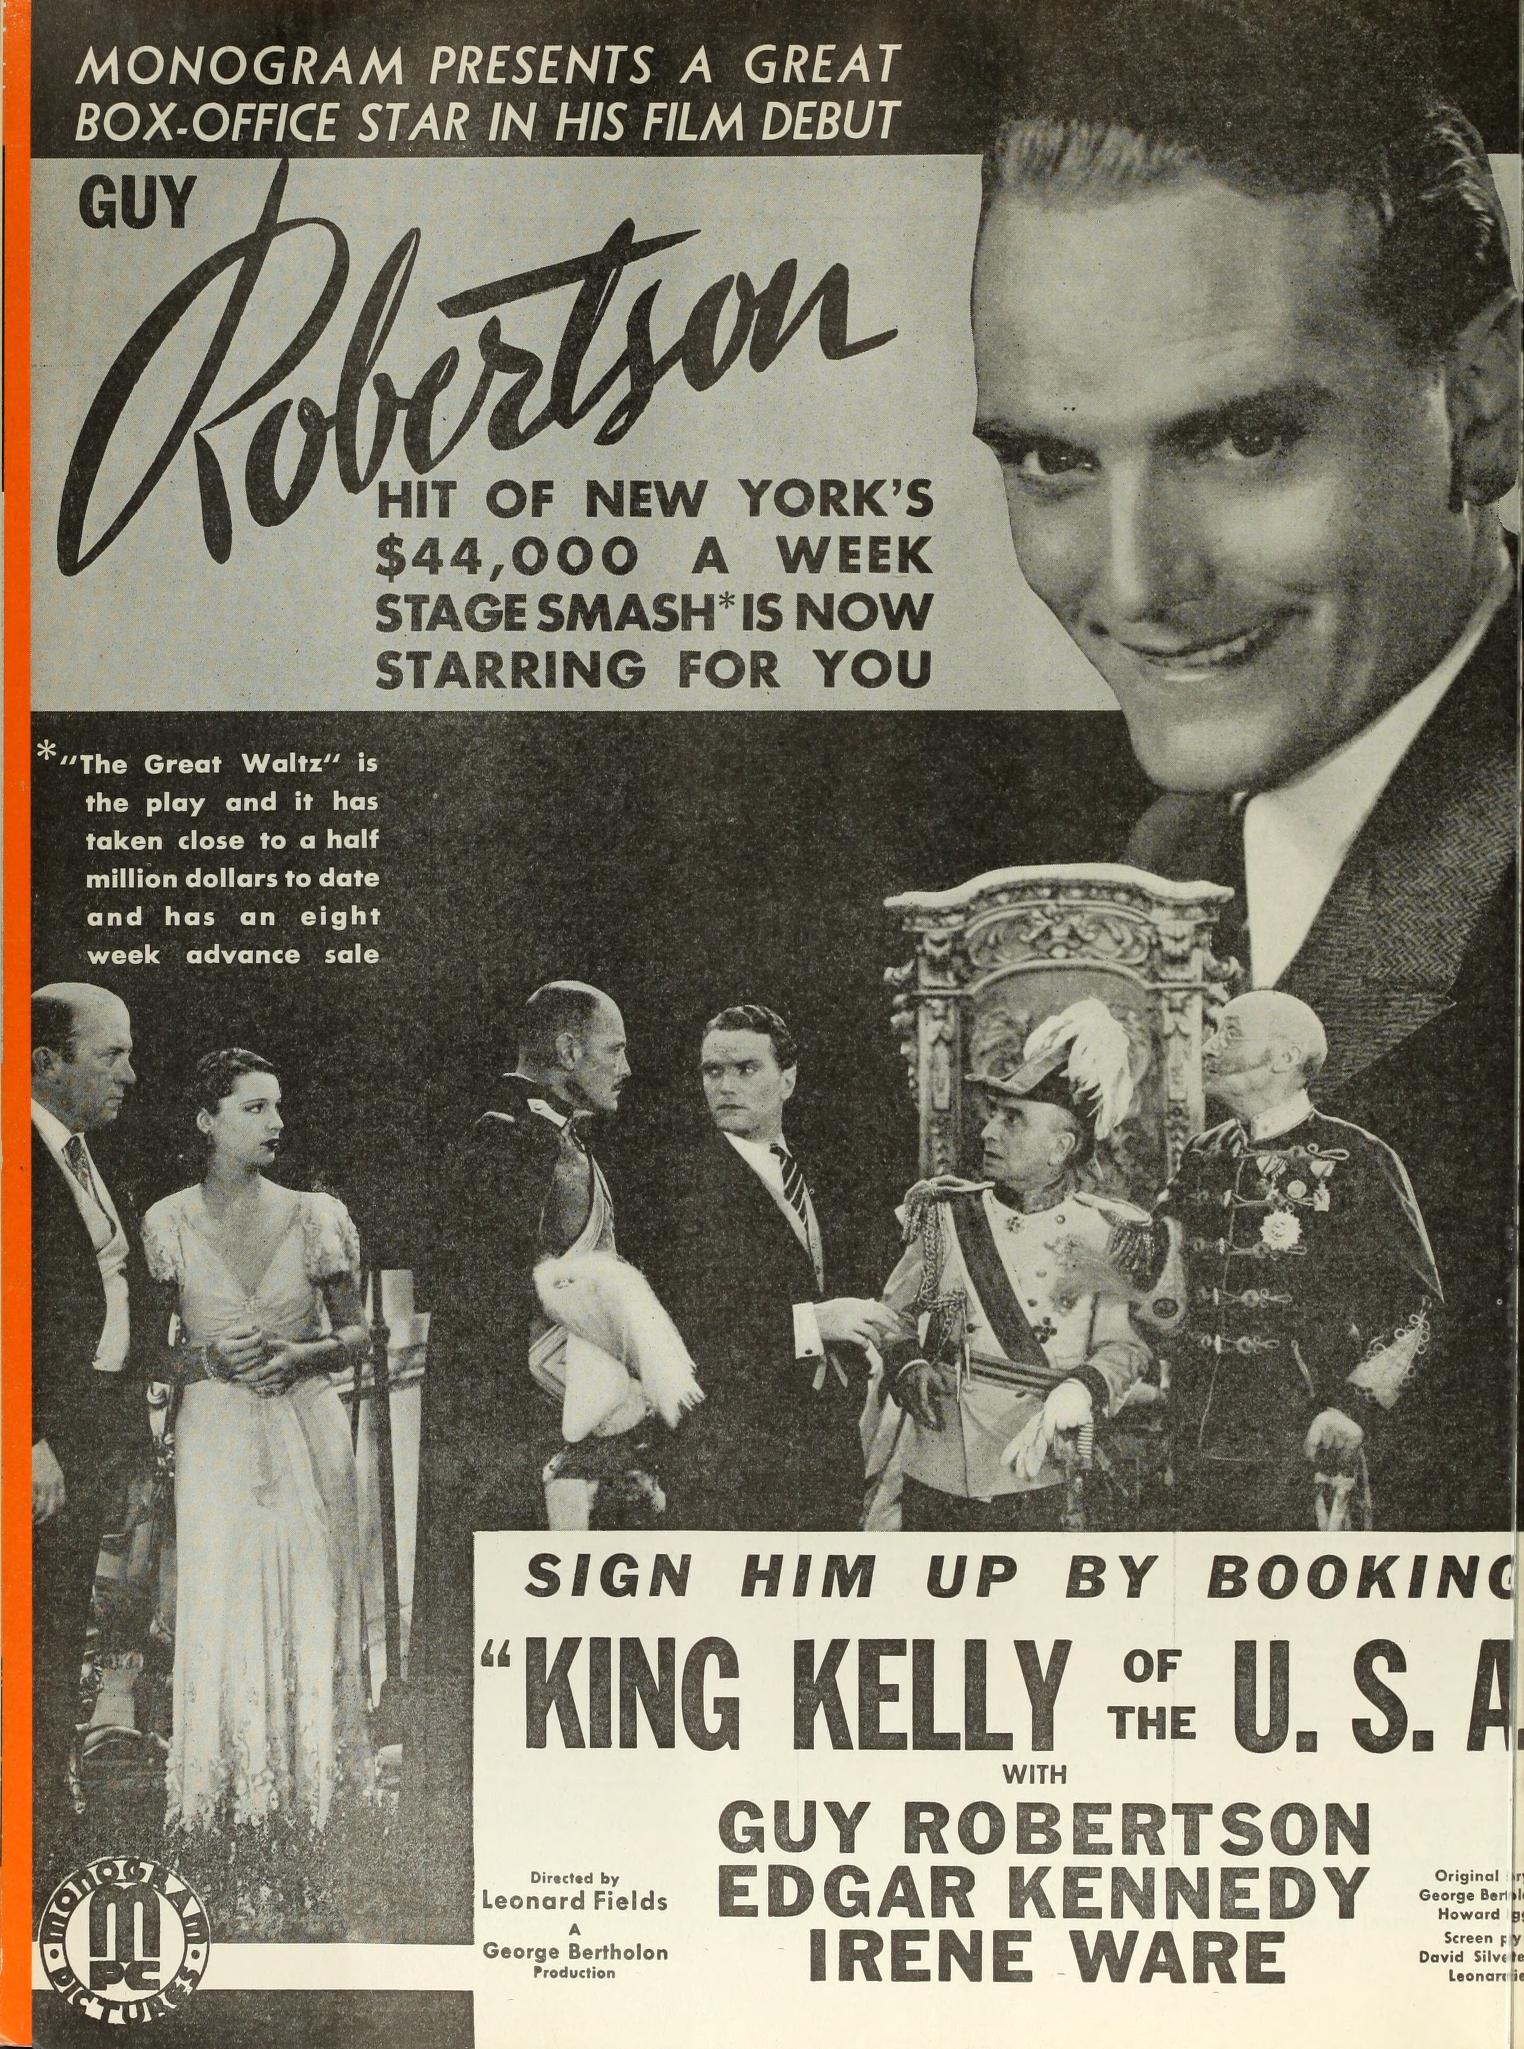 MONOGRAM PRESENTS A GREAT
BOX-OFFICE STAR IN HIS FILM DEBUT
GUY
Robertson
HIT OF NEW YORK'S
$44,000 A WEEK
STAGE SMASH* IS NOW
STARRING FOR YOU
*"The Great Waltz" is
the play and it has
taken close to a half
million dollars to date
and has an eight
week advance sale
SIGN HIM UP BY BOOKING
"KING KELLY OF THE U. S. A.
WITH
GUY ROBERTSON
EDGAR KENNEDY
IRENE WARE
Directed by
Leonard Fields
A
George Bertholon
Production
Original
George
Howard
Screen
David
MONOGRAM PICTURES
M
PC